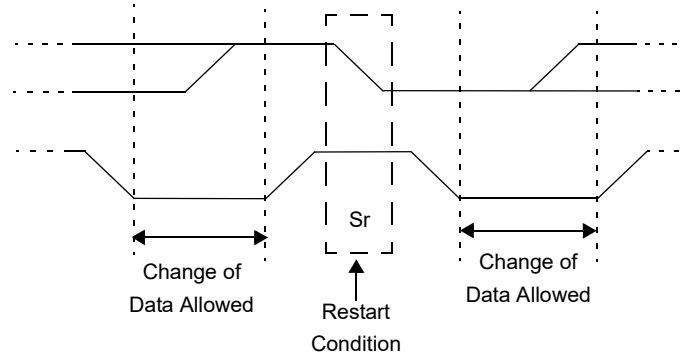 Sr
Change of
Data Allowed
Restart
Condition
Change of
Data Allowed